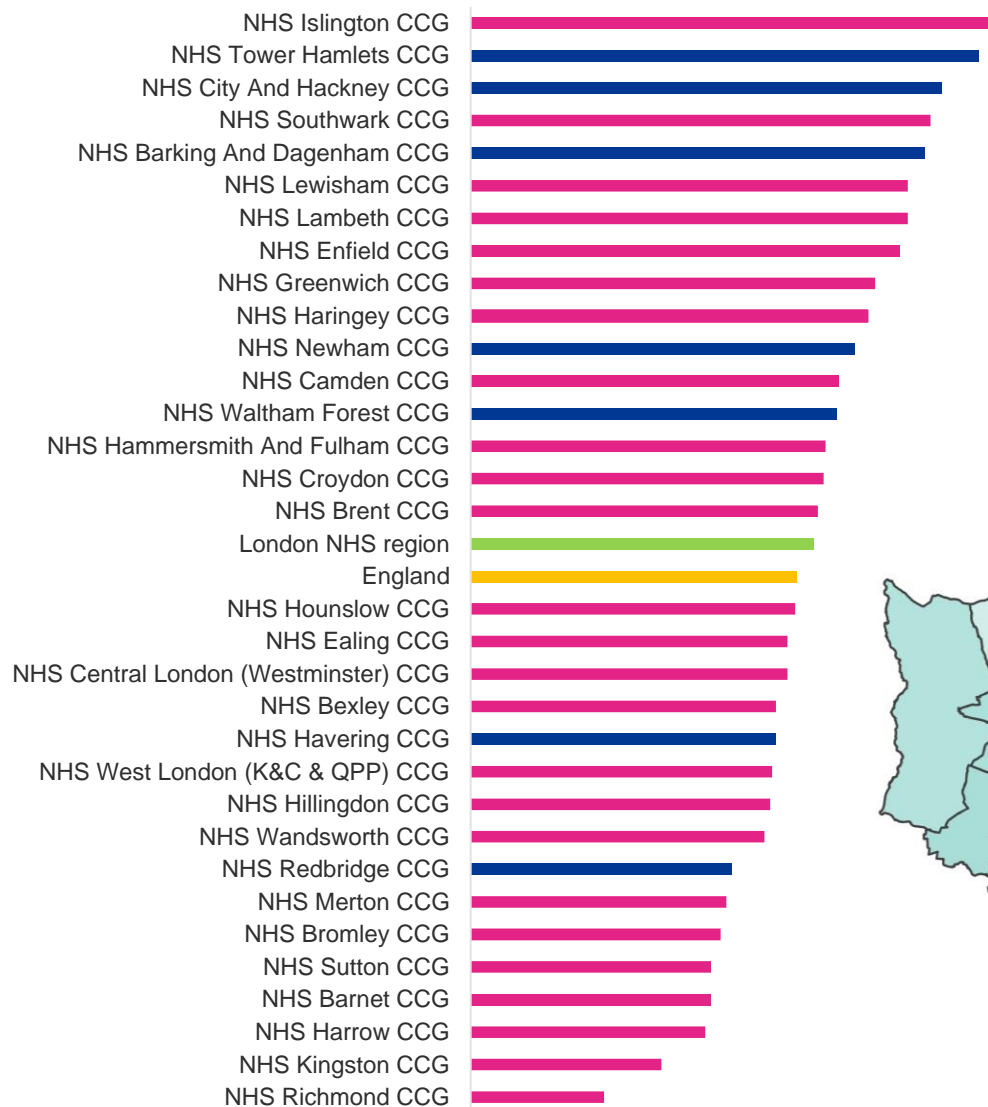 NHS Islington CCG
NHS Tower Hamlets CCG
NHS City And Hackney CCG
NHS Southwark CCG
NHS Barking And Dagenham CCG
NHS Lewisham CCG
NHS Lambeth CCG
NHS Enfield CCG
NHS Greenwich CCG
NHS Haringey CCG
NHS Newham CCG
NHS Camden CCG
NHS Waltham Forest CCG
NHS Hammersmith And Fulham CCG
NHS Croydon CCG
NHS Brent CCG
London NHS region
England
NHS Hounslow CCG
NHS Ealing CCG
NHS Central London (Westminster) CCG
NHS Bexley CCG
NHS Havering CCG
NHS West London (K&C & QPP) CCG
NHS Hillingdon CCG
NHS Wandsworth CCG
NHS Redbridge CCG
NHS Merton CCG
NHS Bromley CCG
NHS Sutton CCG
NHS Barnet CCG
NHS Harrow CCG
NHS Kingston CCG
NHS Richmond CCG